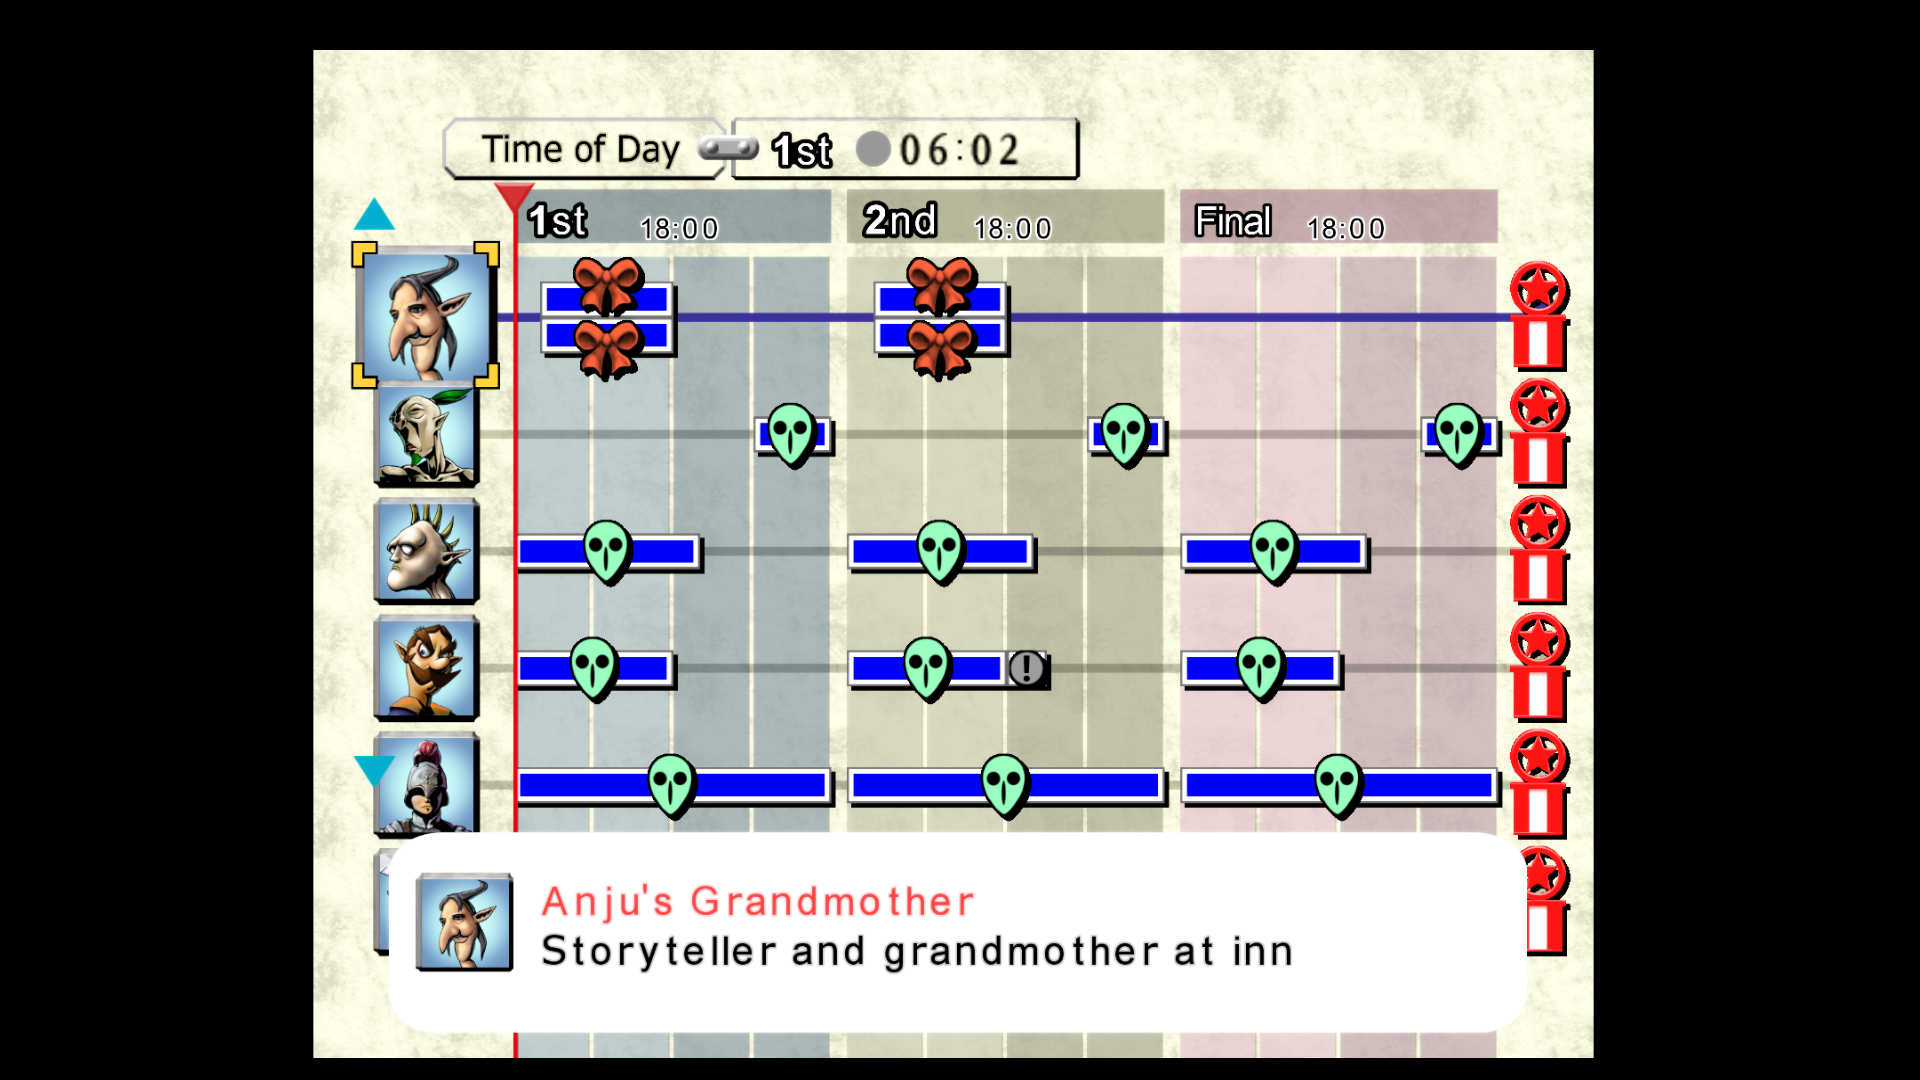 Time of Day 1st 06:02
1st 18:00 2nd 18:00 Final 18:00
!
Anju's Grandmother
Storyteller and grandmother at inn